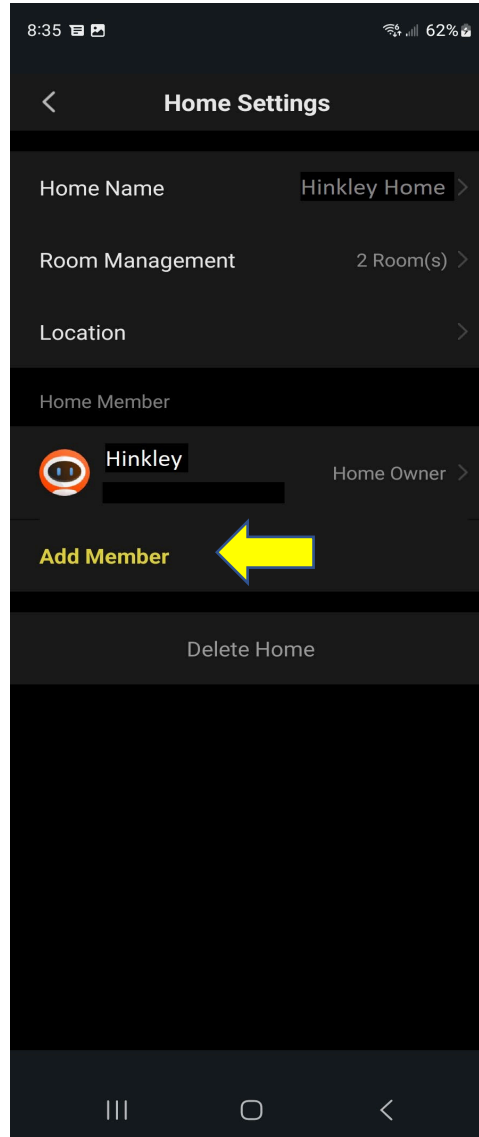 8:35 62%
Home Settings
Home Name Hinkley Home
Room Management 2 Room(s)
Location
Home Member
Hinkley
Home Owner
Add Member
Delete Home